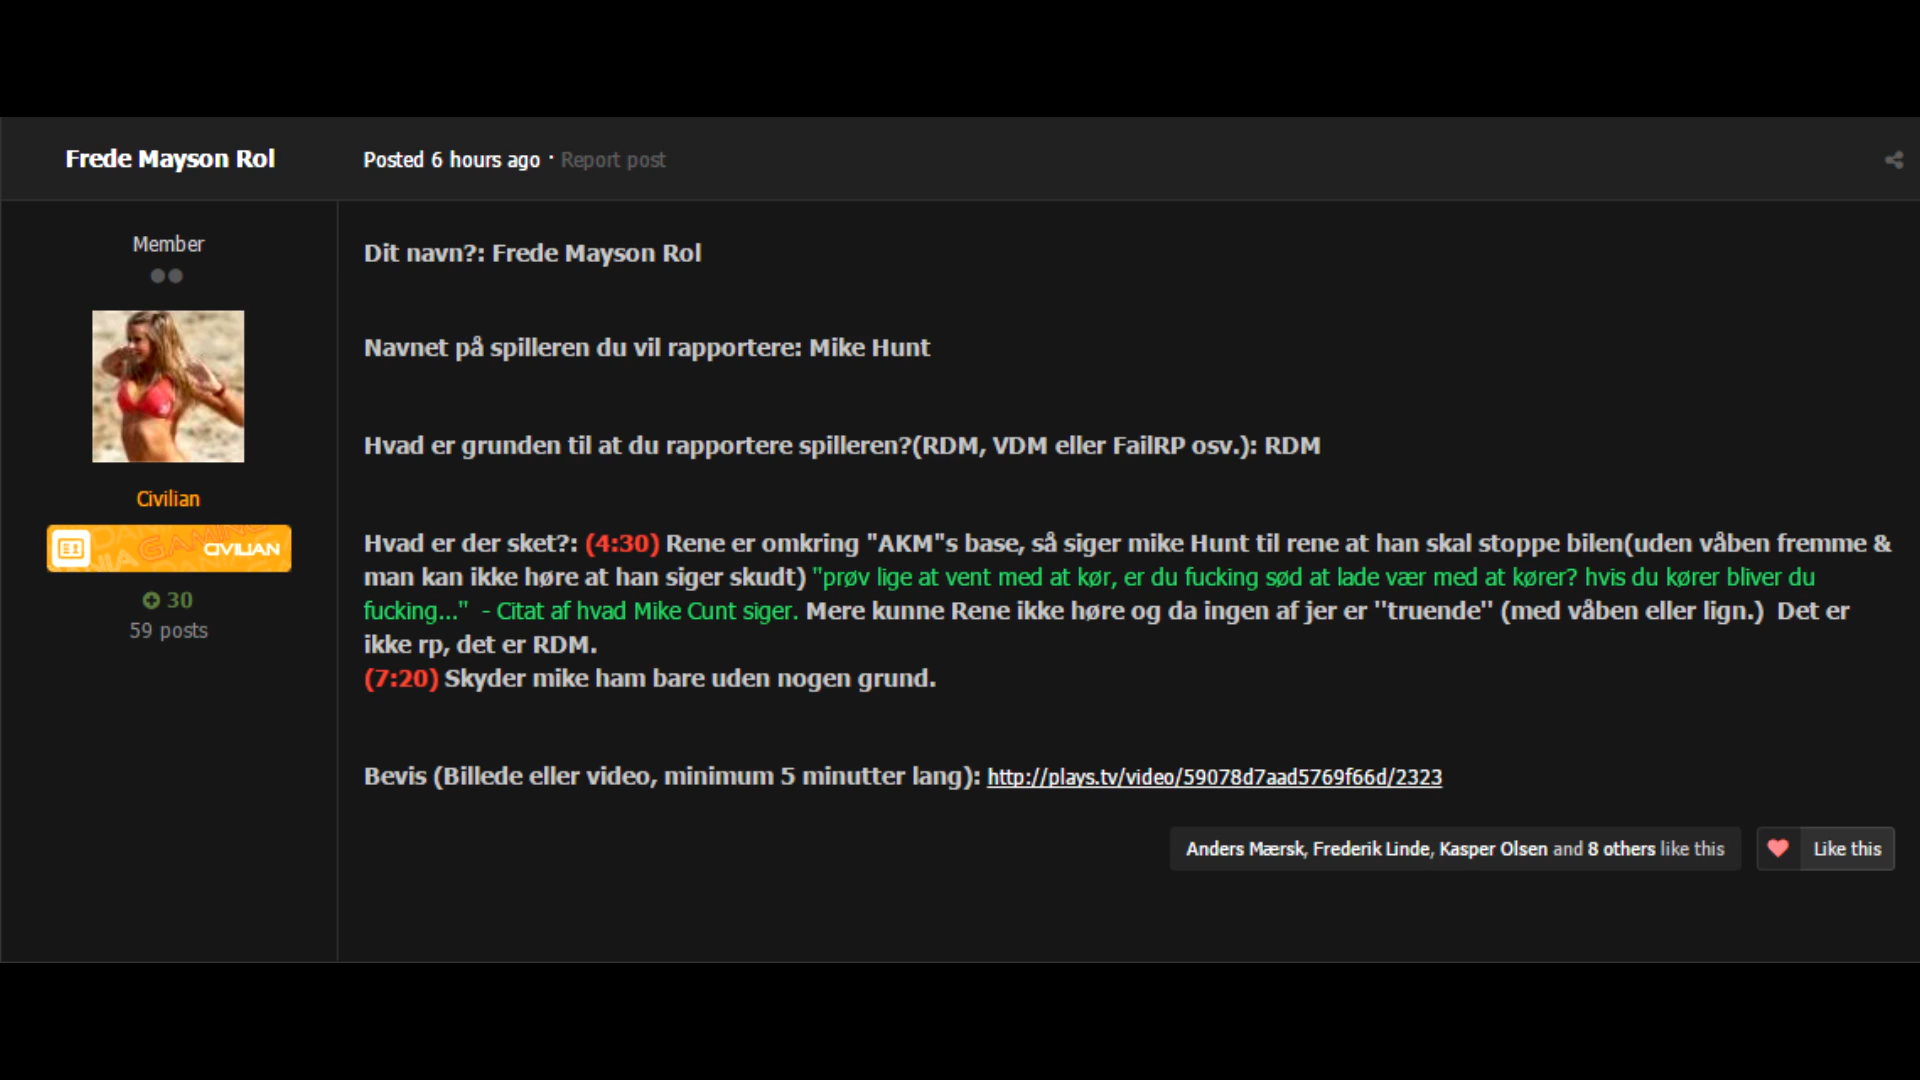 Frede Mayson Rol
Posted 6 hours ago · Report post
Member
Civilian
GAMING
CIVILIAN
30
59 posts
Dit navn?: Frede Mayson Rol
Navnet på spilleren du vil rapportere: Mike Hunt
Hvad er grunden til at du rapportere spilleren?(RDM, VDM eller FailRP osv.): RDM
Hvad er der sket?: (4:30) Rene er omkring "AKM"s base, så siger mike Hunt til rene at han skal stoppe bilen(uden våben fremme &
man kan ikke høre at han siger skudt) "prøv lige at vent med at kør, er du fucking sød at lade vær med at kører? hvis du kører bliver du
fucking..."  - Citat af hvad Mike Cunt siger. Mere kunne Rene ikke høre og da ingen af jer er ''truende'' (med våben eller lign.)  Det er
ikke rp, det er RDM.
(7:20) Skyder mike ham bare uden nogen grund.
Bevis (Billede eller video, minimum 5 minutter lang): http://plays.tv/video/59078d7aad5769f66d/2323
Anders Mærsk, Frederik Linde, Kasper Olsen and 8 others like this
Like this